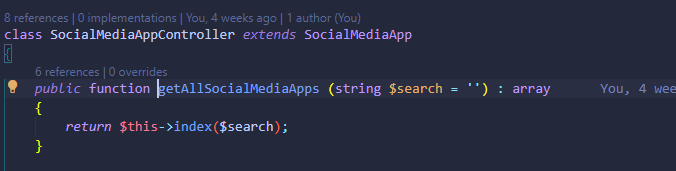 8 references | 0 implementations | You, 4 weeks ago | 1 author (You)
class SocialMediaAppController extends SocialMediaApp
{
6 references | 0 overrides
public function getAllSocialMediaApps (string $search = '') : array You, 4 wee
{
return $this->index($search);
}